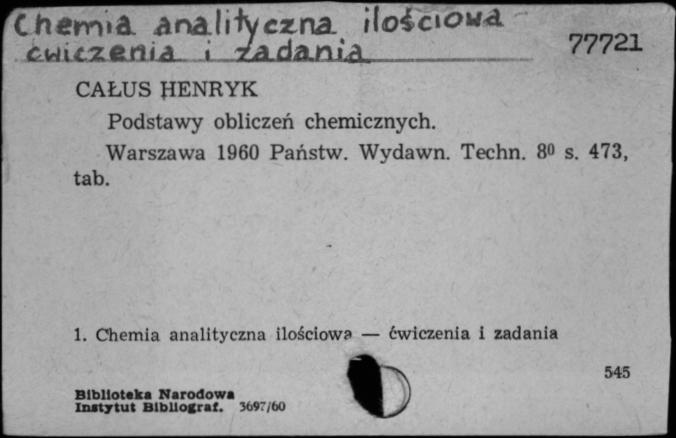 Chemia analityczna ilościowa
ćwiczenia i zadania
77721
CAŁUS HENRYK
Podstawy obliczeń chemicznych.
Warszawa 1960 Państw. Wydawn. Techn. 8⁰ s. 473,
tab.
1. Chemia analityczna ilościowa — ćwiczenia i zadania
545
Biblioteka Narodowa
Instytut Bibliograf. 3697/60